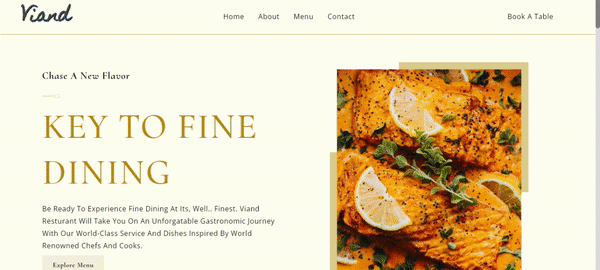 Viand
Home About Menu Contact
Book A Table
Chase A New Flavor
KEY TO FINE
DINING
Be Ready To Experience Fine Dining At Its, Well.. Finest. Viand
Resturant Will Take You On An Unforgatable Gastronomic Journey
With Our World-Class Service And Dishes Inspired By World
Renowned Chefs And Cooks.
Explore Menu